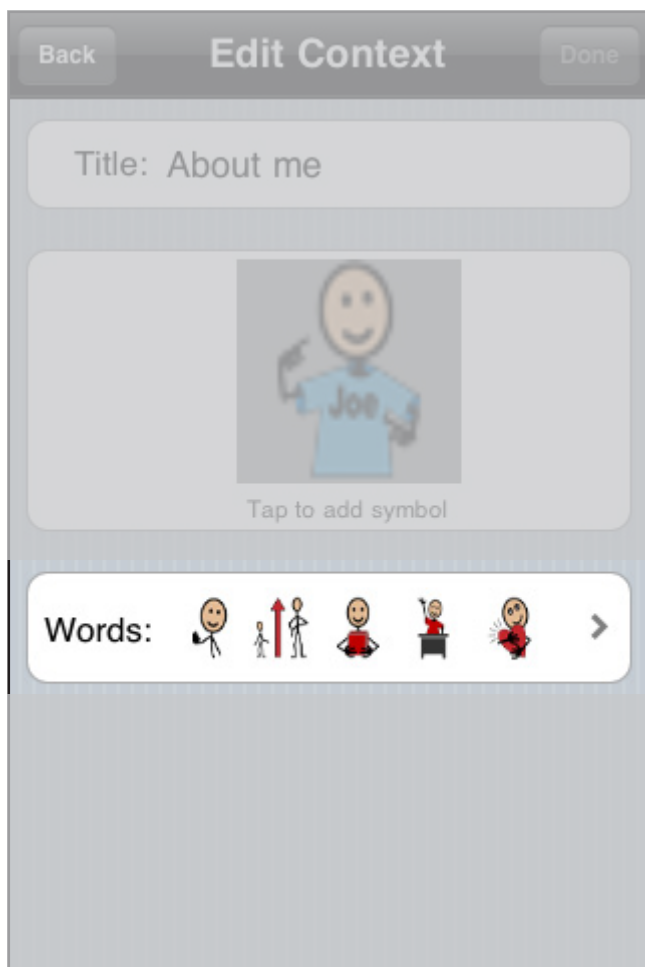 Back Edit Context Done
Title: About me
Joe
Tap to add symbol
Words: